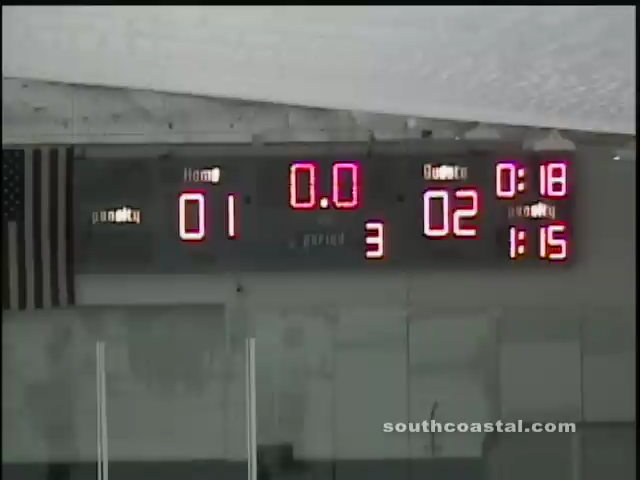 Home 0.0 Guests 0:18
penalty 01 02 penalty
period 3 1:15
southcoastal.com